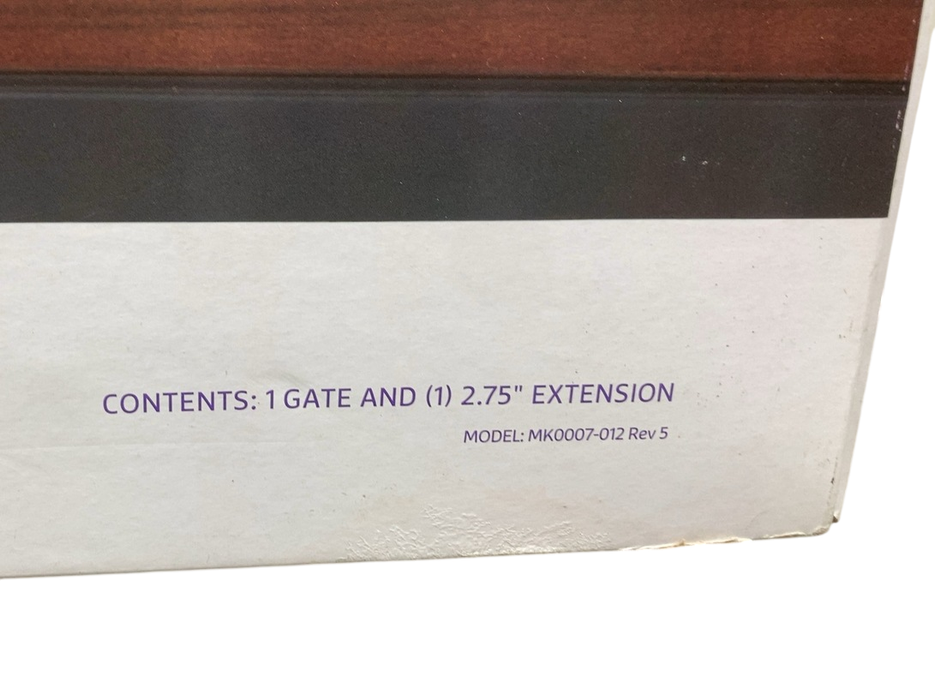 CONTENTS: 1 GATE AND (1) 2.75" EXTENSION
MODEL: MK0007-012 Rev 5